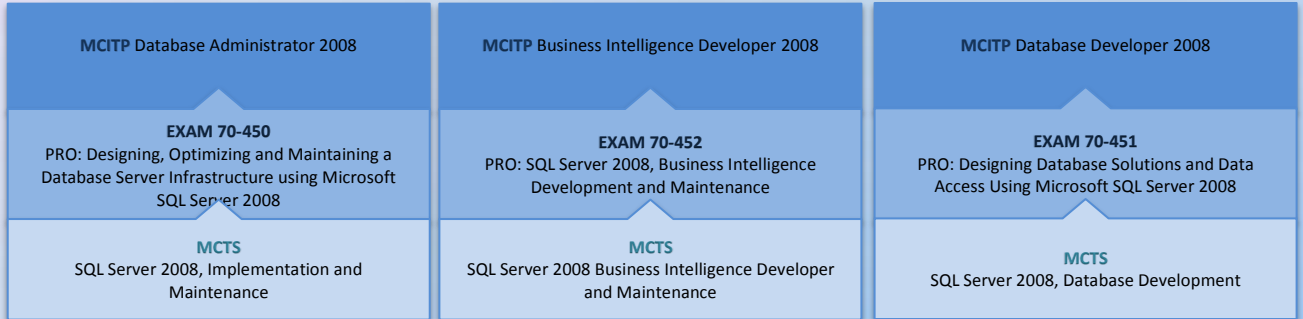 MCITP Database Administrator 2008
EXAM 70-450
PRO: Designing, Optimizing and Maintaining a
Database Server Infrastructure using Microsoft
SQL Server 2008
MCTS
SQL Server 2008, Implementation and
Maintenance
MCITP Business Intelligence Developer 2008
EXAM 70-452
PRO: SQL Server 2008, Business Intelligence
Development and Maintenance
MCTS
SQL Server 2008 Business Intelligence Developer
and Maintenance
MCITP Database Developer 2008
EXAM 70-451
PRO: Designing Database Solutions and Data
Access Using Microsoft SQL Server 2008
MCTS
SQL Server 2008, Database Development